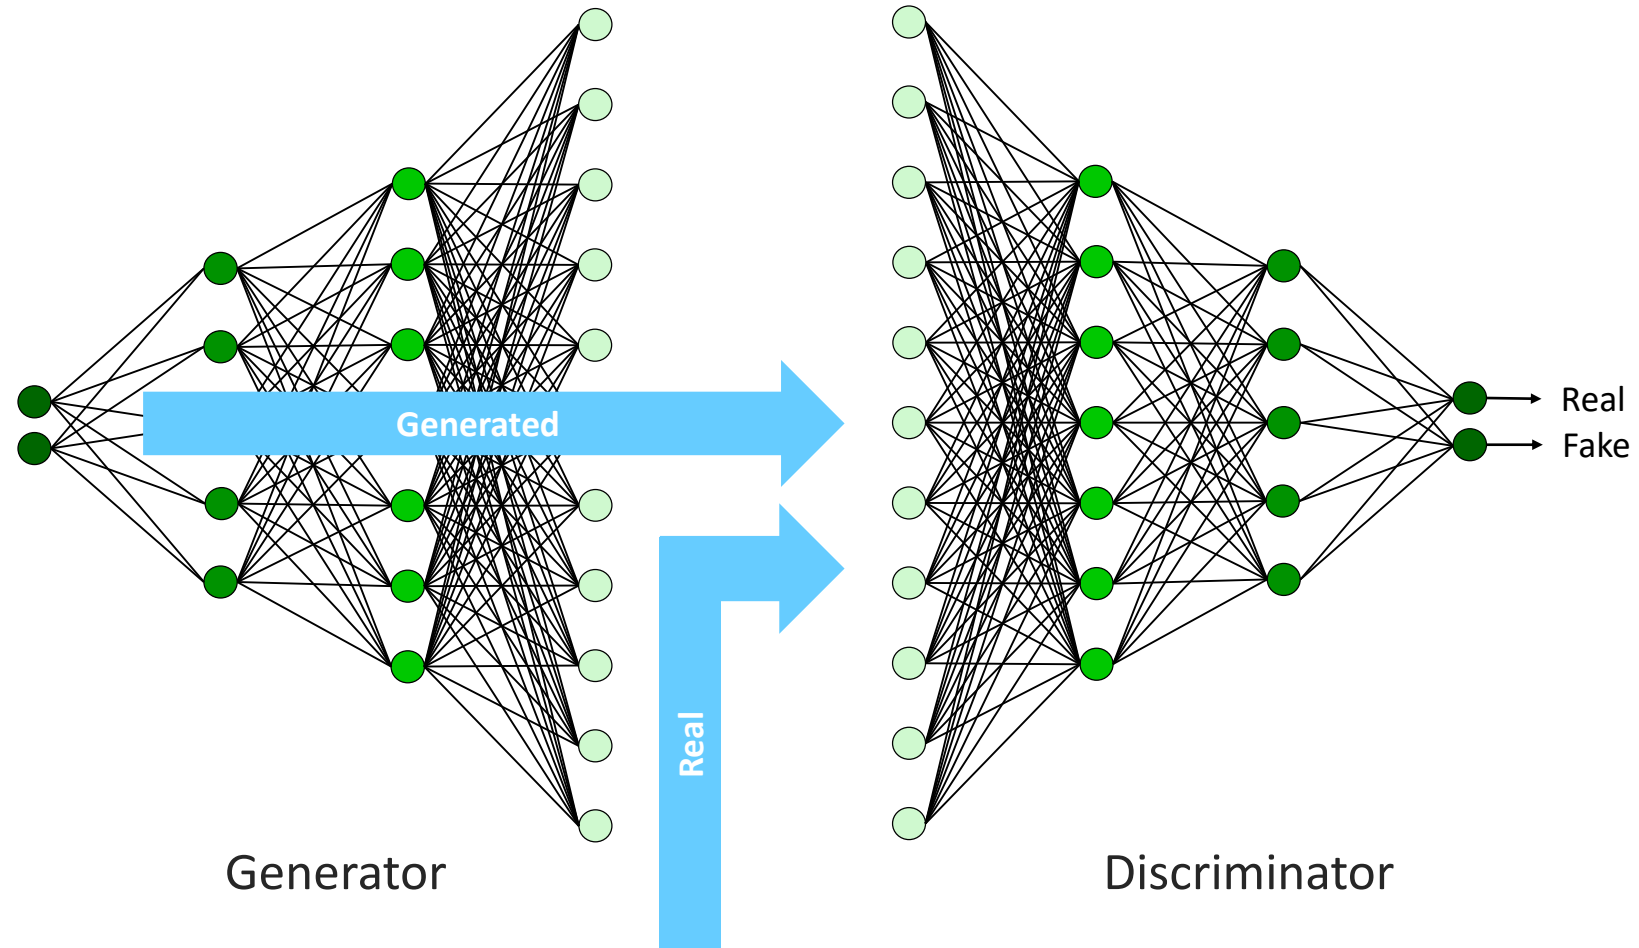 Generated
Real
Real
Fake
Generator
Discriminator